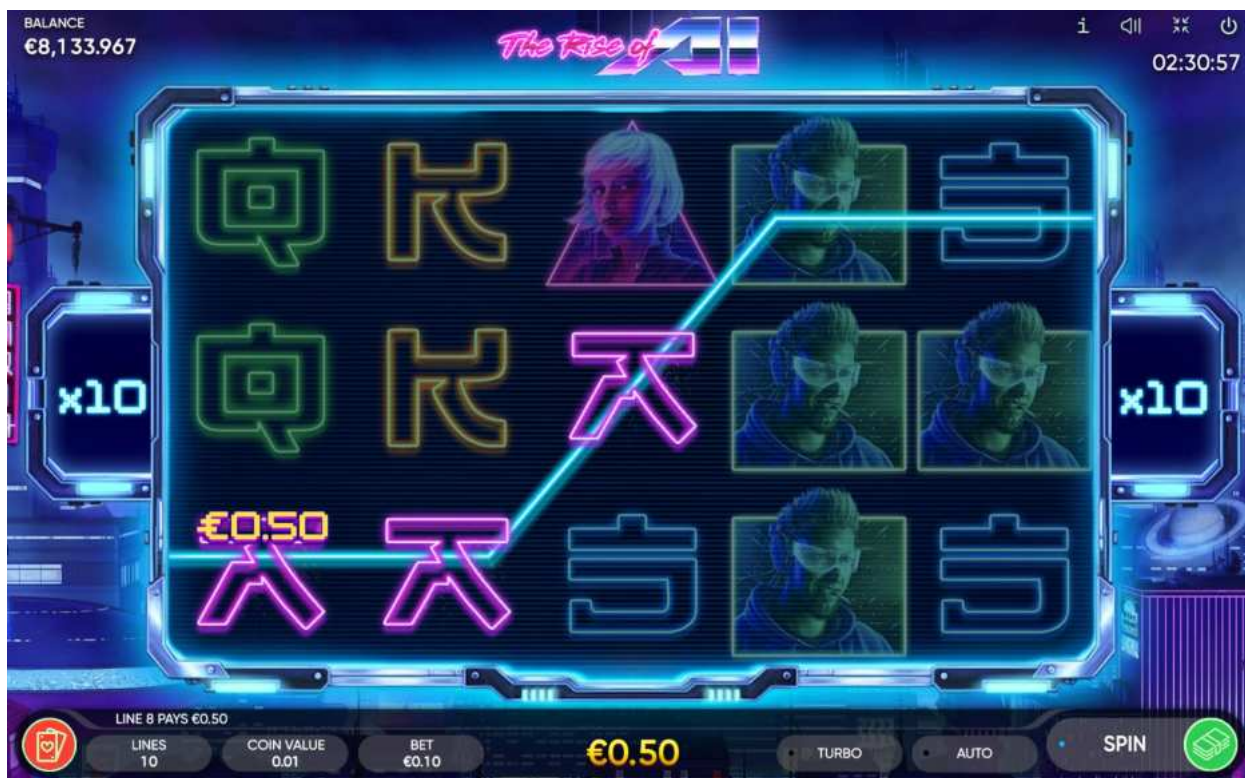 BALANCE
€8,133.967
The Rise of AI
i
02:30:57
Q K J
x10 Q K A x10
€0.50
A A J J
LINE 8 PAYS €0.50
LINES
10
COIN VALUE
0.01
BET
€0.10
€0.50
TURBO
AUTO
SPIN